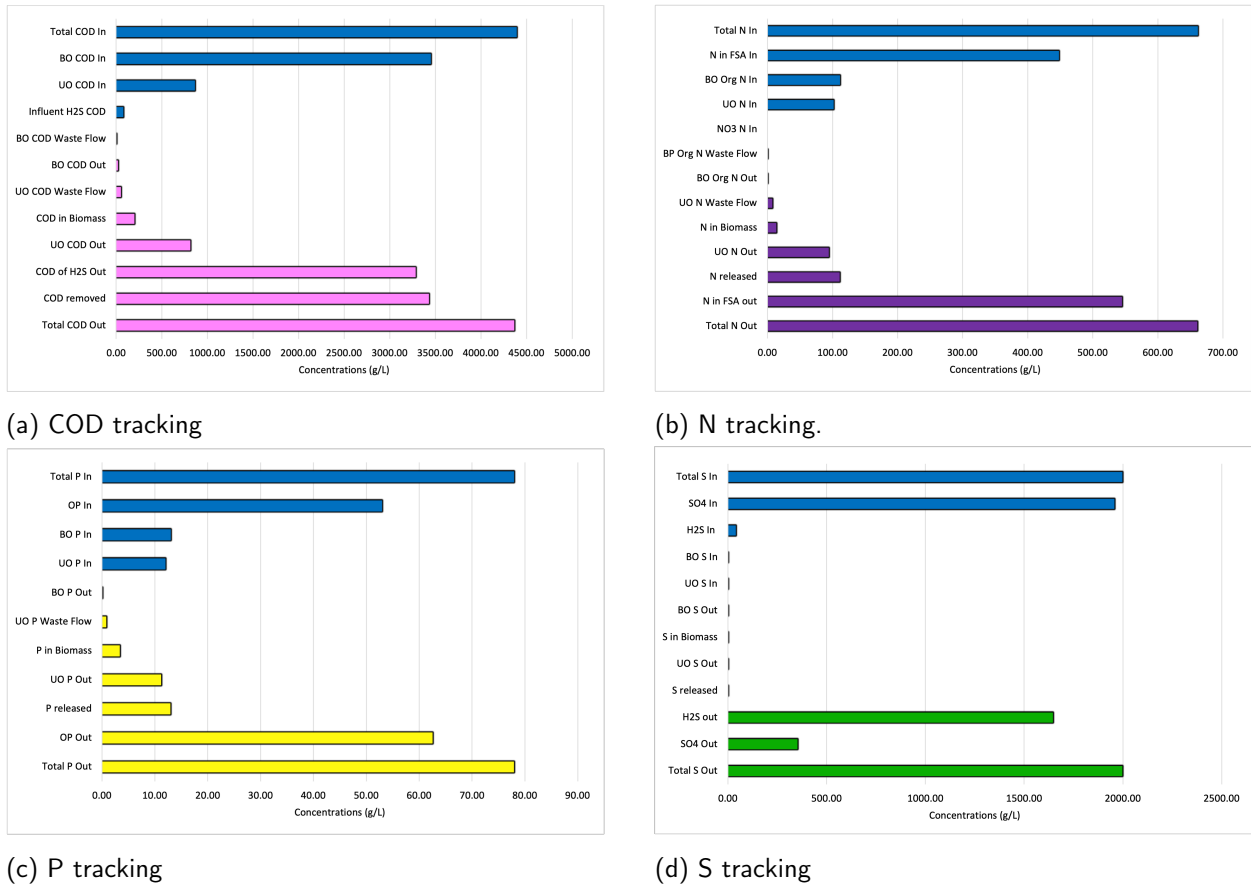 Total COD In
BO COD In
UO COD In
Influent H2S COD
BO COD Waste Flow
BO COD Out
UO COD Waste Flow
COD in Biomass
UO COD Out
COD of H2S Out
COD removed
Total COD Out
0.00 500.00 1000.00 1500.00 2000.00 2500.00 3000.00 3500.00 4000.00 4500.00 5000.00
Concentrations (g/L)
(a) COD tracking
Total N In
N in FSA In
BO Org N In
UO N In
NO3 N In
BP Org N Waste Flow
BO Org N Out
UO N Waste Flow
N in Biomass
UO N Out
N released
N in FSA out
Total N Out
0.00 100.00 200.00 300.00 400.00 500.00 600.00 700.00
Concentrations (g/L)
(b) N tracking.
Total P In
OP In
BO P In
UO P In
BO P Out
UO P Waste Flow
P in Biomass
UO P Out
P released
OP Out
Total P Out
0.00 10.00 20.00 30.00 40.00 50.00 60.00 70.00 80.00 90.00
Concentrations (g/L)
(c) P tracking
Total S In
SO4 In
H2S In
BO S In
UO S In
BO S Out
S in Biomass
UO S Out
S released
H2S out
SO4 Out
Total S Out
0.00 500.00 1000.00 1500.00 2000.00 2500.00
Concentrations (g/L)
(d) S tracking